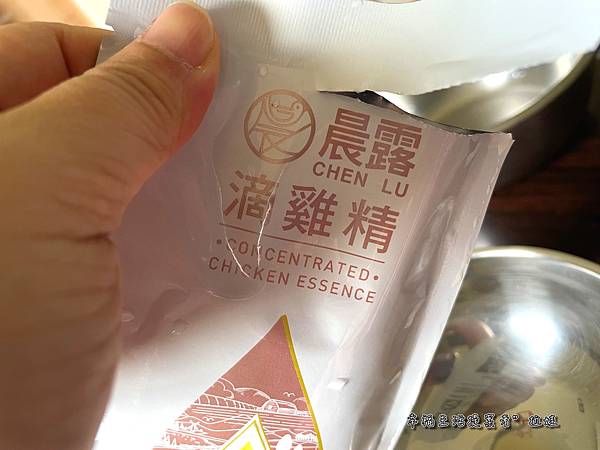 晨露
CHEN LU
滴雞精
•CONCENTRATED•
CHICKEN ESSENCE